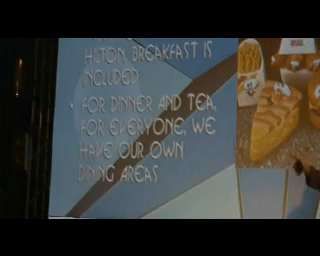 HILTON BREAKFAST IS
INCLUDED
• FOR DINNER AND TEA,
FOR EVERYONE, WE
HAVE OUR OWN
DINING AREAS